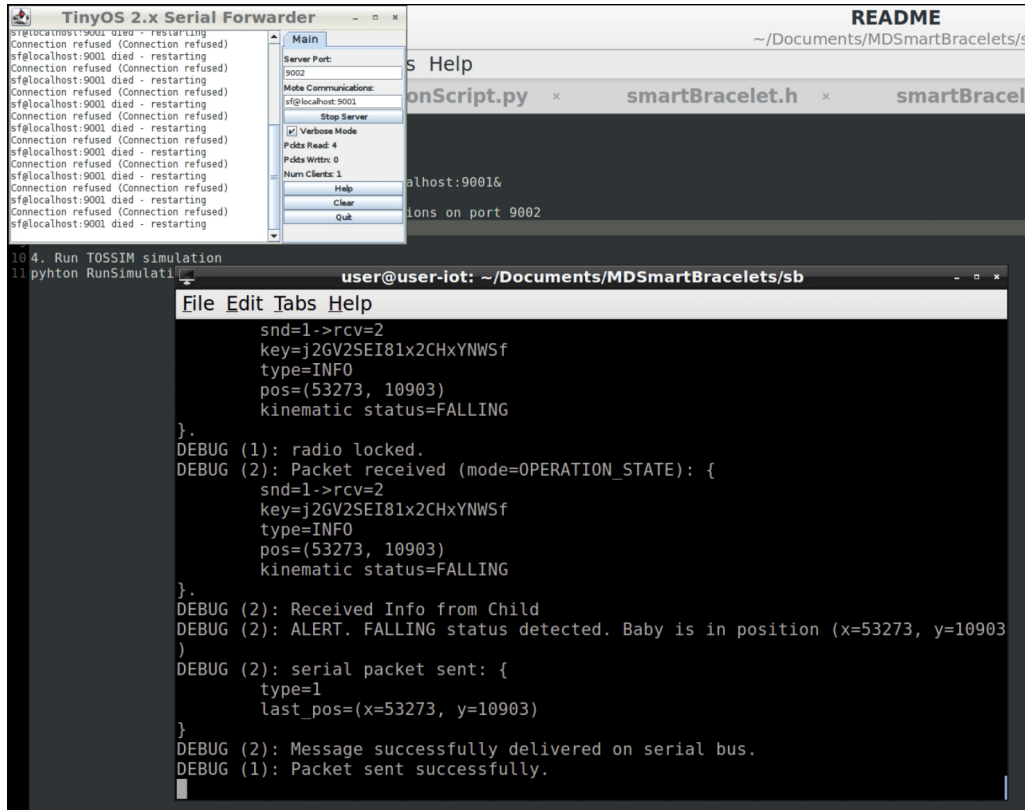 TinyOS 2.x Serial Forwarder
sf@localhost:9001 died - restarting
Connection refused (Connection refused)
sf@localhost:9001 died - restarting
Connection refused (Connection refused)
sf@localhost:9001 died - restarting
Connection refused (Connection refused)
sf@localhost:9001 died - restarting
Connection refused (Connection refused)
sf@localhost:9001 died - restarting
Connection refused (Connection refused)
sf@localhost:9001 died - restarting
Connection refused (Connection refused)
sf@localhost:9001 died - restarting
Connection refused (Connection refused)
sf@localhost:9001 died - restarting
Connection refused (Connection refused)
sf@localhost:9001 died - restarting
Main
Server Port:
9002
Mote Communications:
sf@localhost:9001
Stop Server
Verbose Mode
Pckts Read: 4
Pckts Wrttn: 0
Num Clients: 1
Help
Clear
Quit
README
~/Documents/MDSmartBracelets/s
s Help
onScript.py × smartBracelet.h × smartBracel
alhost:9001&
ions on port 9002
10 4. Run TOSSIM simulation
11 pyhton RunSimulati
user@user-iot: ~/Documents/MDSmartBracelets/sb
File Edit Tabs Help
snd=1->rcv=2
key=j2GV2SEI81x2CHxYNWSf
type=INFO
pos=(53273, 10903)
kinematic status=FALLING
}.
DEBUG (1): radio locked.
DEBUG (2): Packet received (mode=OPERATION_STATE): {
snd=1->rcv=2
key=j2GV2SEI81x2CHxYNWSf
type=INFO
pos=(53273, 10903)
kinematic status=FALLING
}.
DEBUG (2): Received Info from Child
DEBUG (2): ALERT. FALLING status detected. Baby is in position (x=53273, y=10903
)
DEBUG (2): serial packet sent: {
type=1
last_pos=(x=53273, y=10903)
}
DEBUG (2): Message successfully delivered on serial bus.
DEBUG (1): Packet sent successfully.